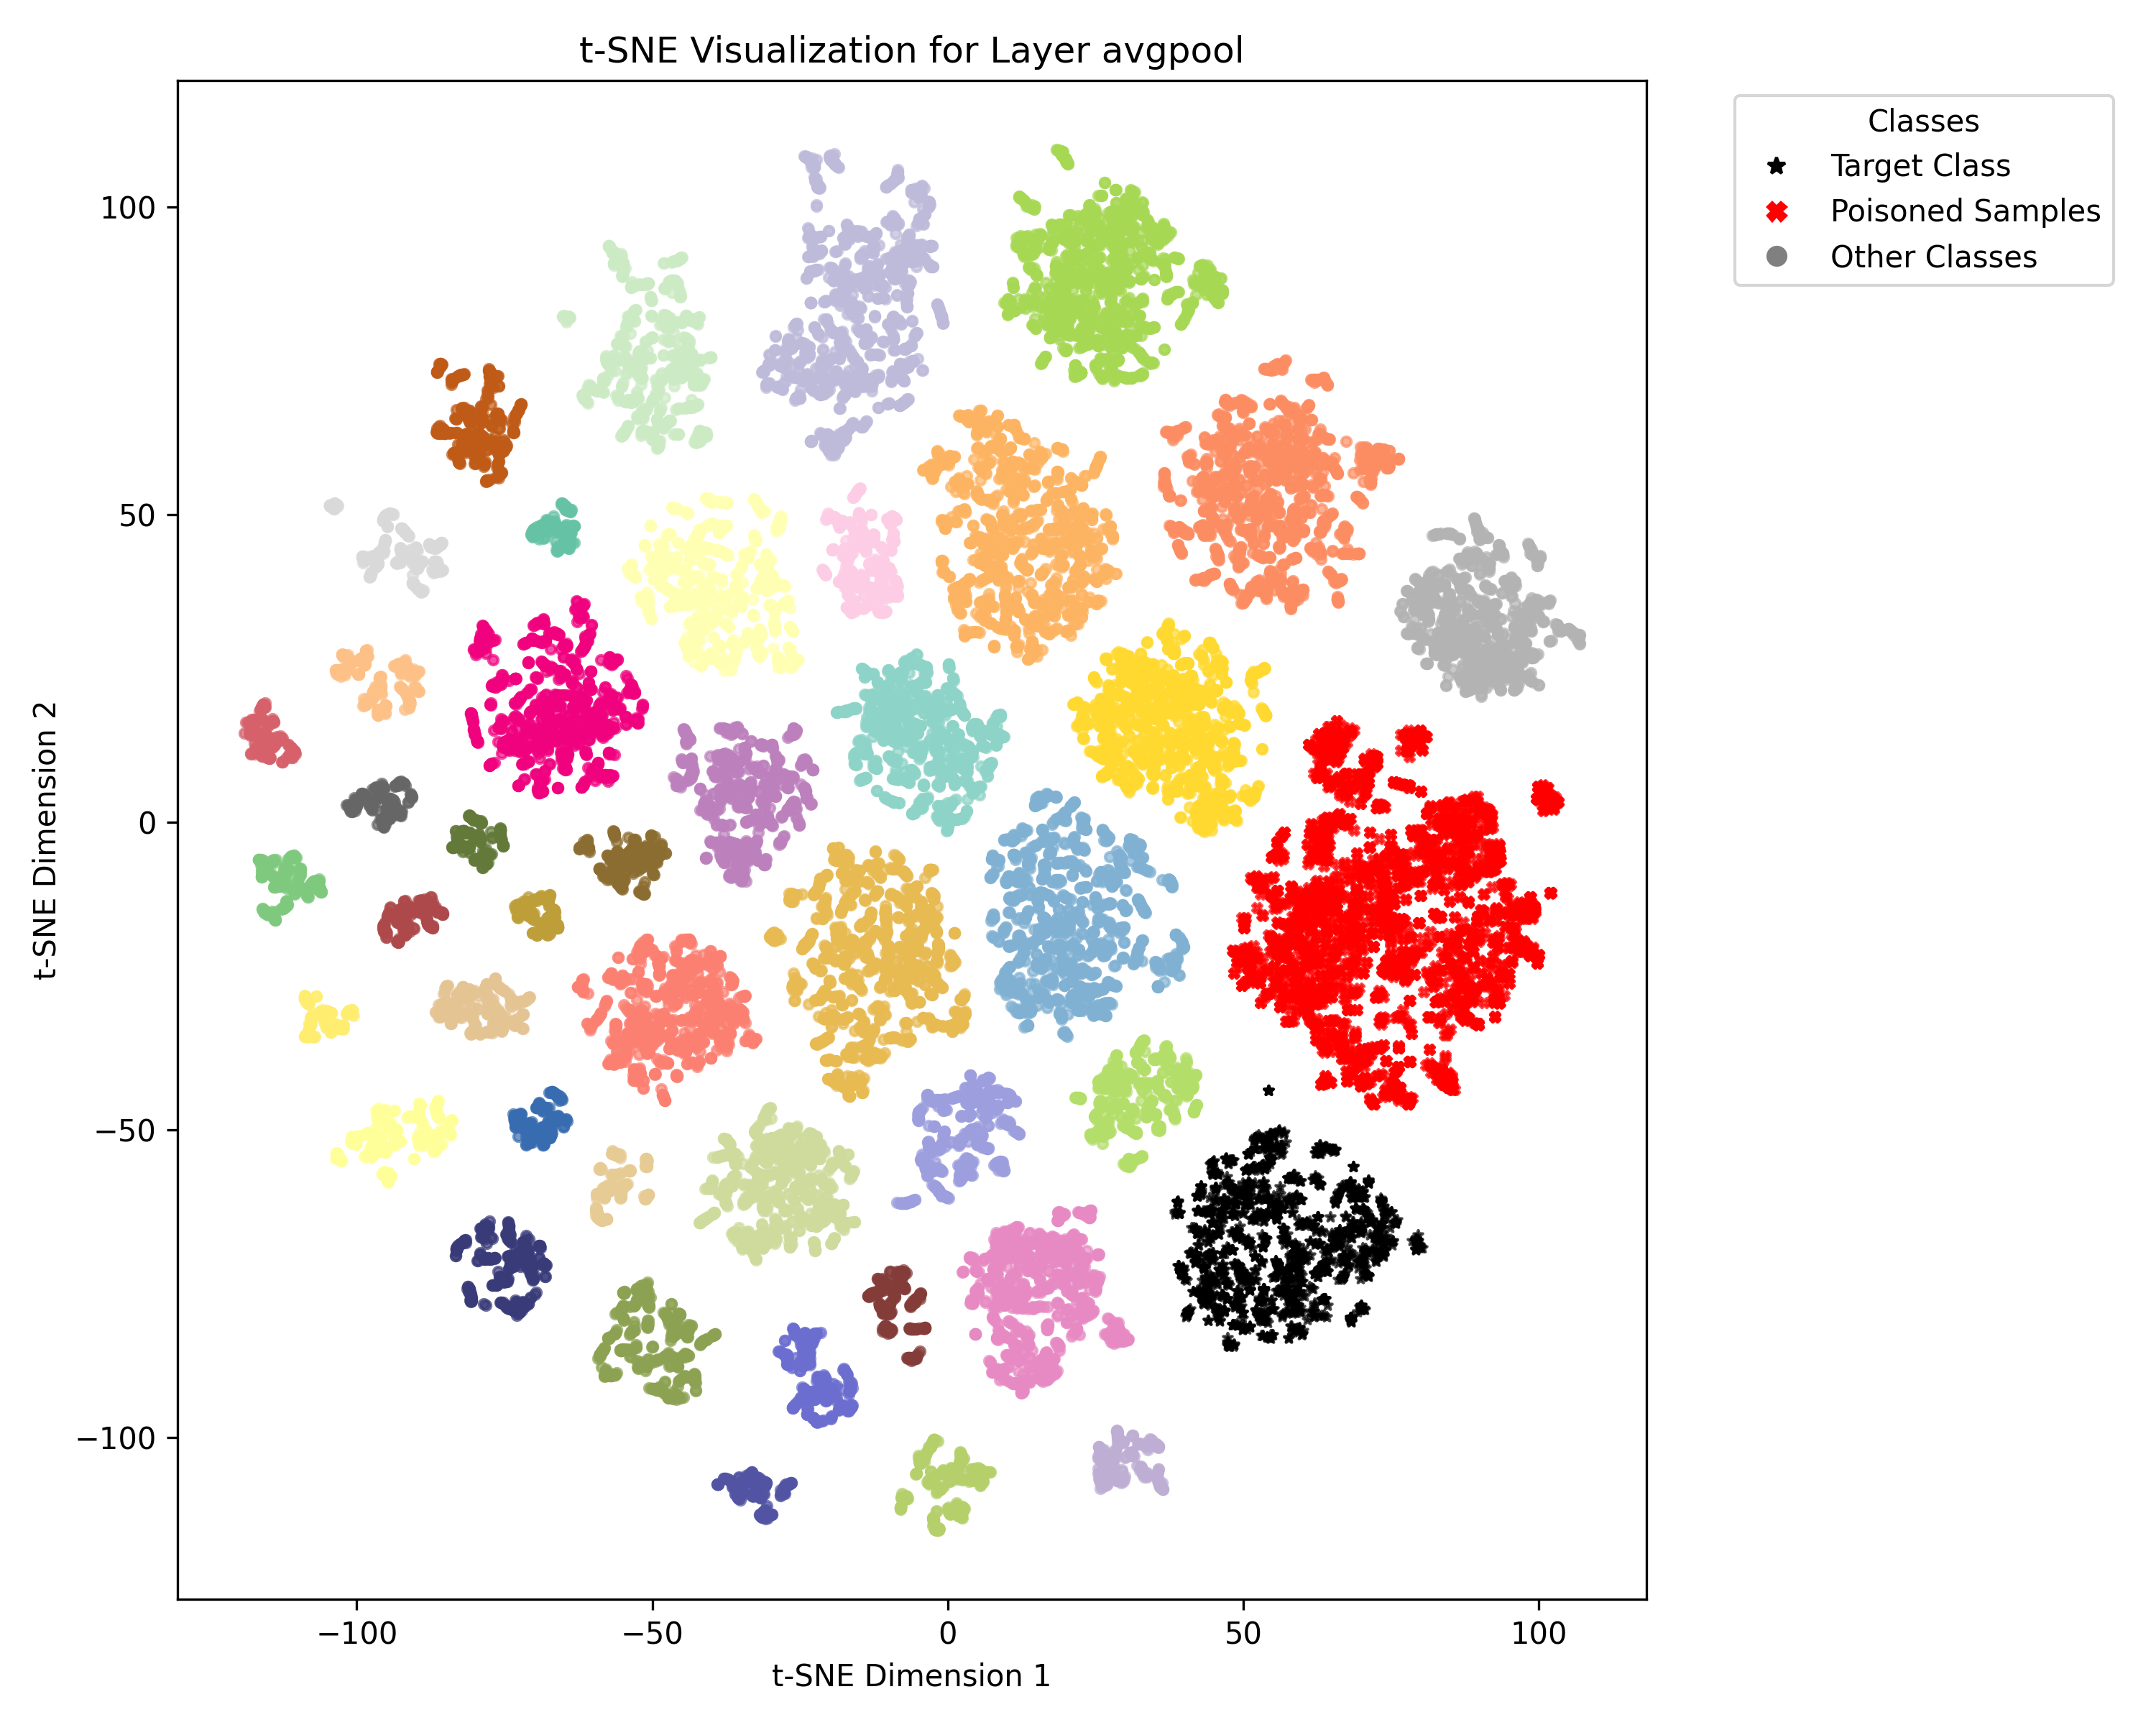 t-SNE Visualization for Layer avgpool
Classes
Target Class
Poisoned Samples
Other Classes
100
50
0
−50
−100
t-SNE Dimension 2
−100
−50
0
50
100
t-SNE Dimension 1